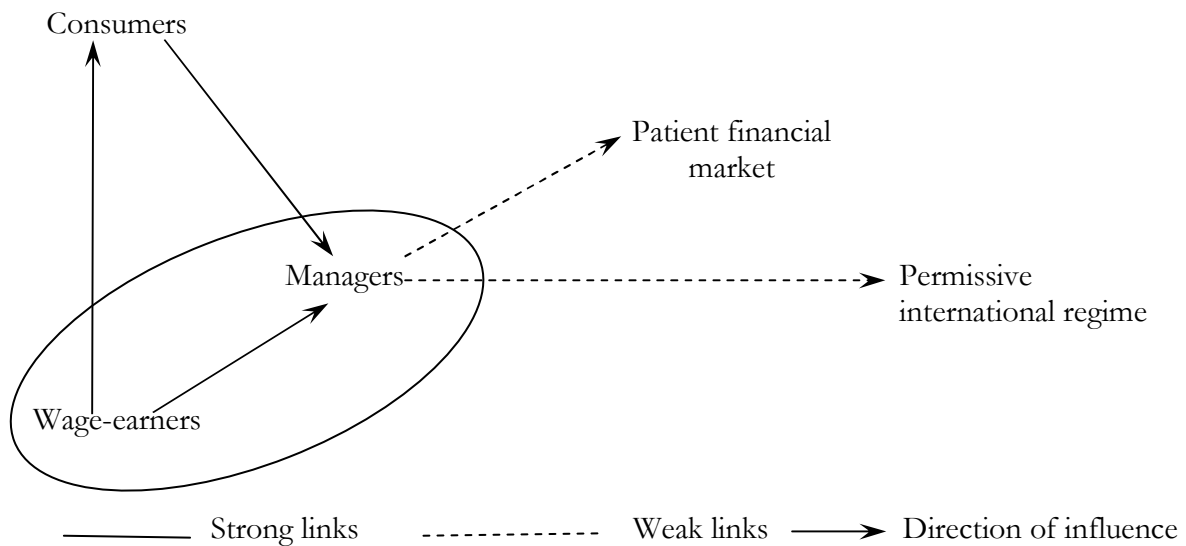 Consumers
Patient financial
market
Managers
Permissive
international regime
Wage-earners
Strong links
Weak links
Direction of influence